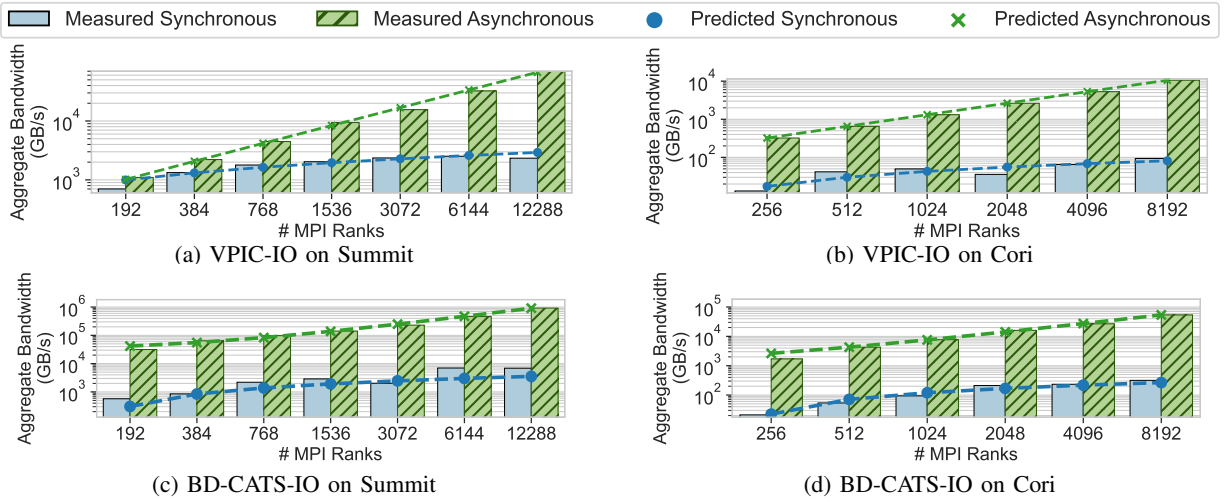 Measured Synchronous Measured Asynchronous Predicted Synchronous Predicted Asynchronous
Aggregate Bandwidth
(GB/s)
10^4
10^3
192 384 768 1536 3072 6144 12288
# MPI Ranks
(a) VPIC-IO on Summit
Aggregate Bandwidth
(GB/s)
10^4
10^3
10^2
256 512 1024 2048 4096 8192
# MPI Ranks
(b) VPIC-IO on Cori
Aggregate Bandwidth
(GB/s)
10^6
10^5
10^4
10^3
192 384 768 1536 3072 6144 12288
# MPI Ranks
(c) BD-CATS-IO on Summit
Aggregate Bandwidth
(GB/s)
10^5
10^4
10^3
10^2
256 512 1024 2048 4096 8192
# MPI Ranks
(d) BD-CATS-IO on Cori